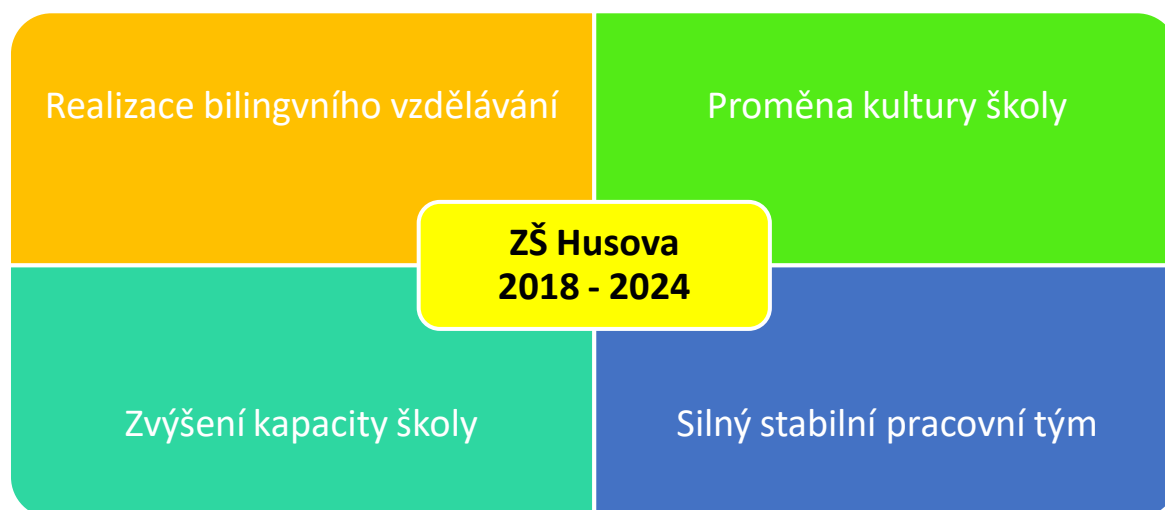 Realizace bilingvního vzdělávání
Proměna kultury školy
ZŠ Husova
2018 - 2024
Zvýšení kapacity školy
Silný stabilní pracovní tým